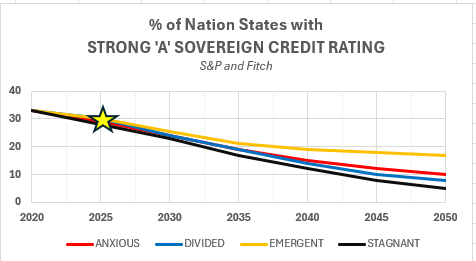 % of Nation States with
STRONG 'A' SOVEREIGN CREDIT RATING
S&P and Fitch
40
30
20
10
0
2020 2025 2030 2035 2040 2045 2050
ANXIOUS DIVIDED EMERGENT STAGNANT